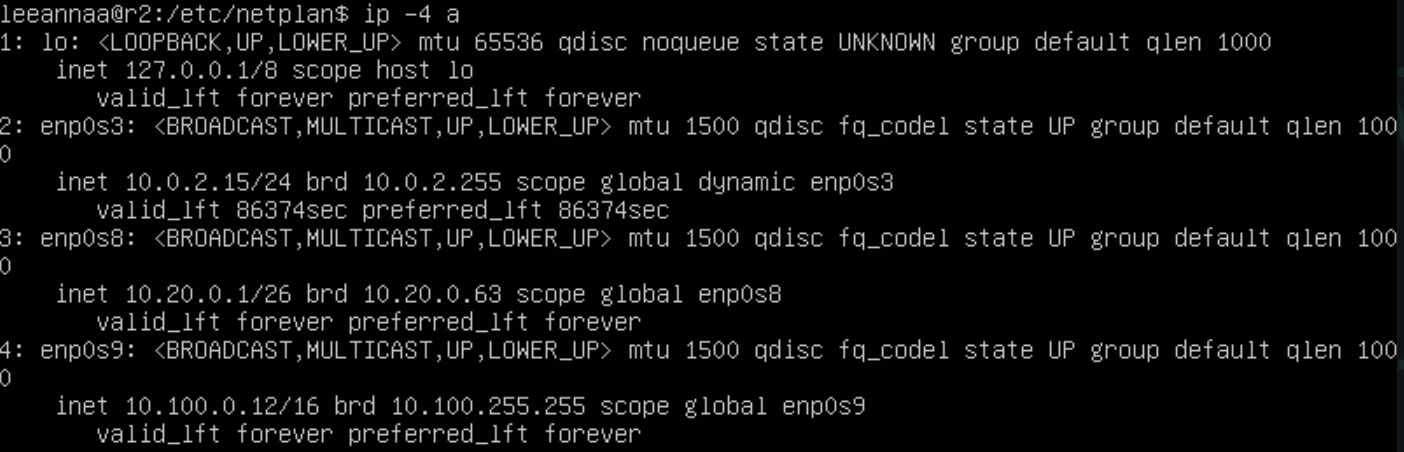 leeannaa@r2:/etc/netplan$ ip -4 a
1: lo: <LOOPBACK,UP,LOWER_UP> mtu 65536 qdisc noqueue state UNKNOWN group default qlen 1000
    inet 127.0.0.1/8 scope host lo
       valid_lft forever preferred_lft forever
2: enp0s3: <BROADCAST,MULTICAST,UP,LOWER_UP> mtu 1500 qdisc fq_codel state UP group default qlen 100
0
    inet 10.0.2.15/24 brd 10.0.2.255 scope global dynamic enp0s3
       valid_lft 86374sec preferred_lft 86374sec
3: enp0s8: <BROADCAST,MULTICAST,UP,LOWER_UP> mtu 1500 qdisc fq_codel state UP group default qlen 100
0
    inet 10.20.0.1/26 brd 10.20.0.63 scope global enp0s8
       valid_lft forever preferred_lft forever
4: enp0s9: <BROADCAST,MULTICAST,UP,LOWER_UP> mtu 1500 qdisc fq_codel state UP group default qlen 100
0
    inet 10.100.0.12/16 brd 10.100.255.255 scope global enp0s9
       valid_lft forever preferred_lft forever